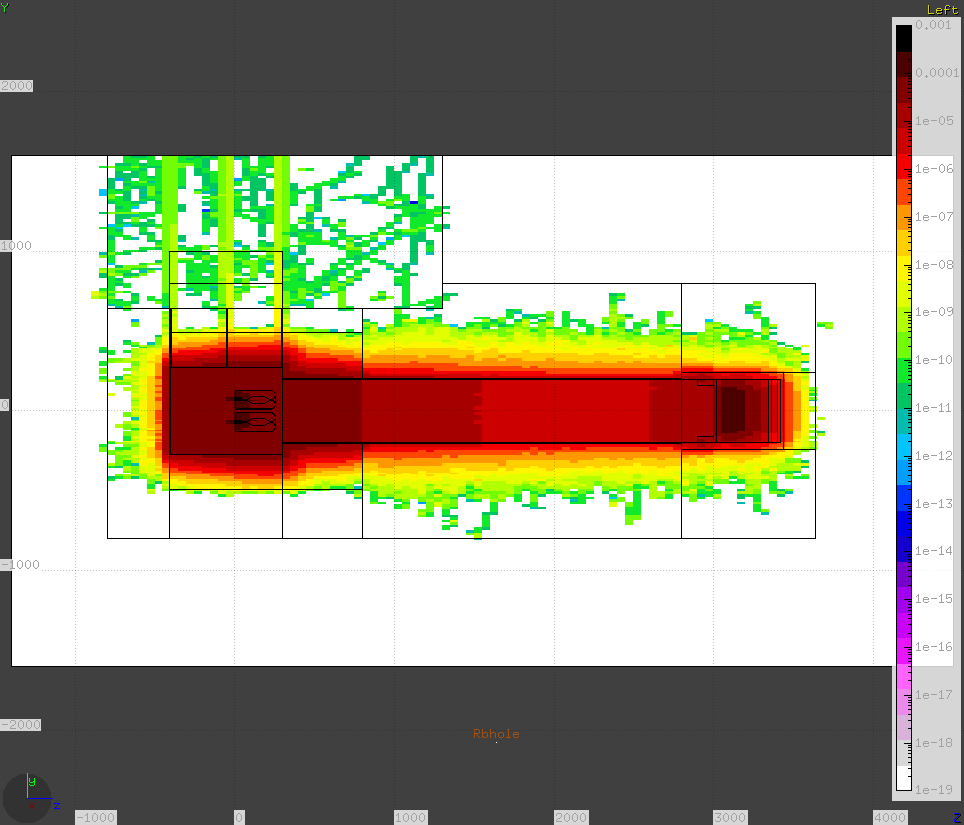 Y
Left
0.001
2000
0.0001
1e-05
1e-06
1e-07
1000
1e-08
1e-09
1e-10
0
1e-11
1e-12
1e-13
1e-14
-1000
1e-15
1e-16
1e-17
-2000
Rbhole
1e-18
y
1e-19
z
-1000
0
1000
2000
3000
4000
Z